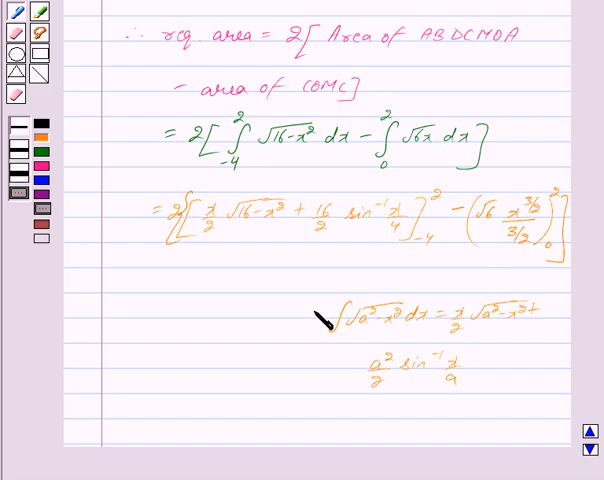 ∴ req. area = 2[ Area of ABDCMOA
- area of COMC]
= 2[ ∫_{-4}^{2} √(16-x²) dx - ∫_{0}^{2} √6x dx ]
= 2[ [ x/2 √(16-x²) + 16/2 sin⁻¹ x/4 ]_{-4}^{2} - ( √6 x^{3/2}/(3/2) )_{0}^{2} ]
∫ √(a²-x²) dx = x/2 √(a²-x²) +
a²/2 sin⁻¹ x/a